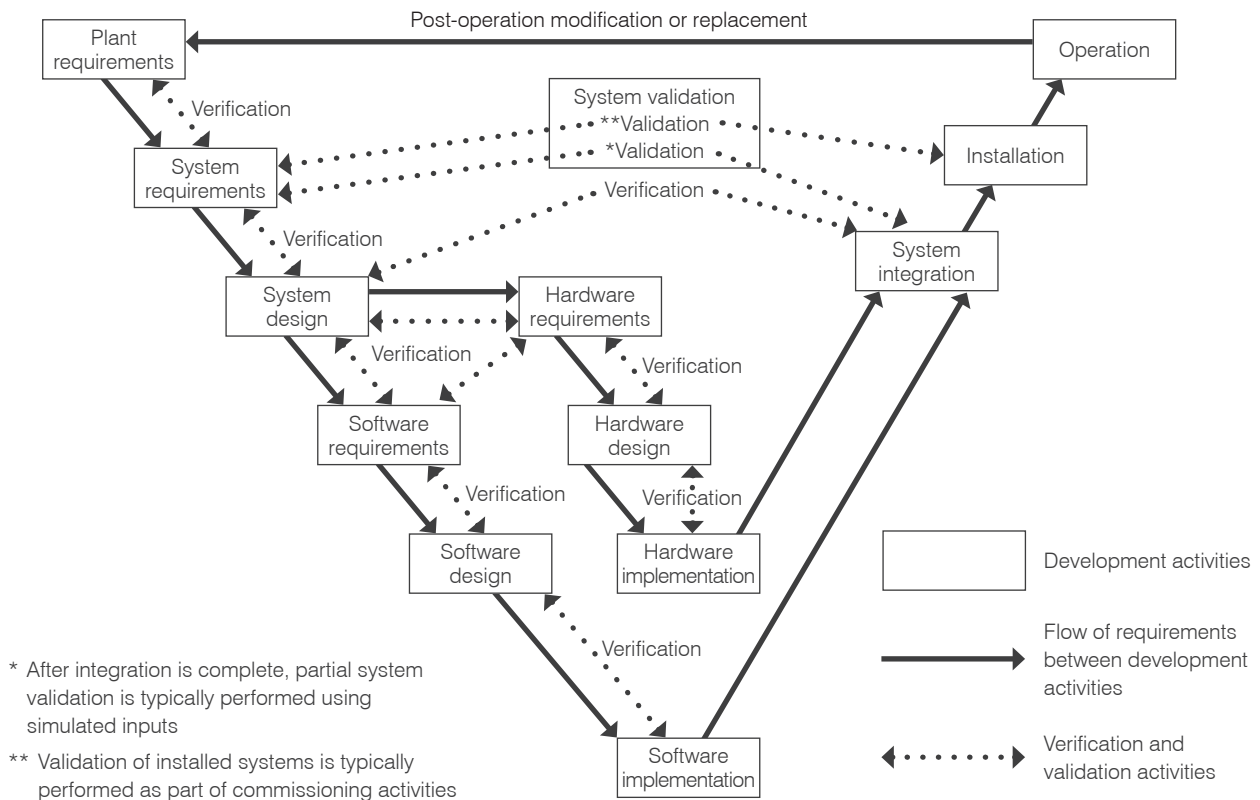 Post-operation modification or replacement
Plant
requirements
Operation
Verification
System validation
**Validation
*Validation
Installation
System
requirements
Verification
Verification
System
integration
System
design
Hardware
requirements
Verification
Verification
Software
requirements
Hardware
design
Verification
Verification
Software
design
Hardware
implementation
Verification
Software
implementation
Development activities
Flow of requirements
between development
activities
Verification and
validation activities
* After integration is complete, partial system
validation is typically performed using
simulated inputs
** Validation of installed systems is typically
performed as part of commissioning activities